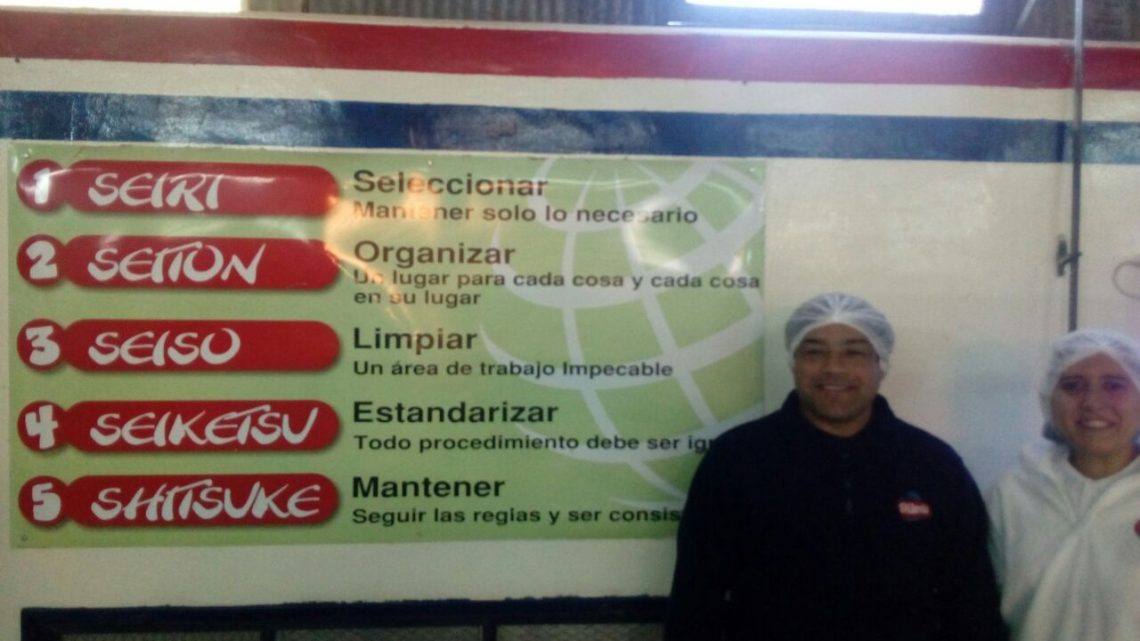 1 SEIRI
Seleccionar
Mantener solo lo necesario
2 SEITON
Organizar
Un lugar para cada cosa y cada cosa
en su lugar
3 SEISO
Limpiar
Un área de trabajo Impecable
4 SEIKETSU
Estandarizar
Todo procedimiento debe ser
5 SHITSUKE
Mantener
Seguir las reglas y ser